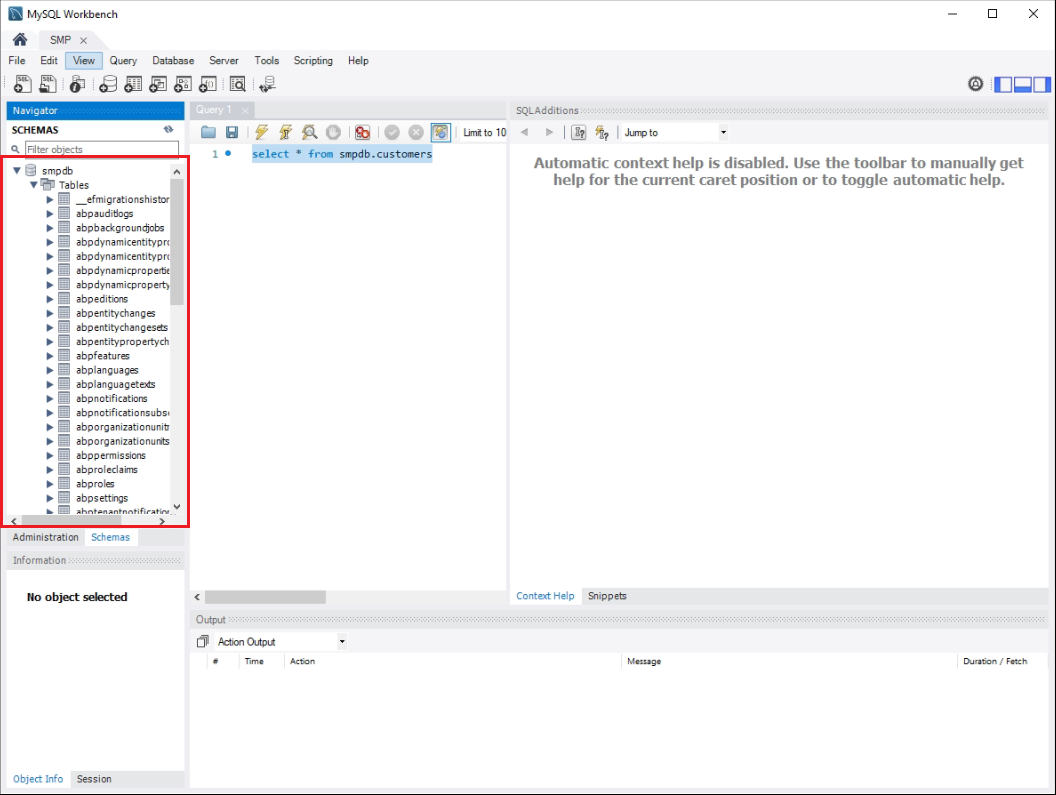 MySQL Workbench
SMP
File Edit View Query Database Server Tools Scripting Help
Navigator
SCHEMAS
Filter objects
smpdb
Tables
__efmigrationshistor
abpauditlogs
abpbackgroundjobs
abpdynamicentitypro
abpdynamicentitypro
abpdynamicpropertie
abpdynamicproperty
abpeditions
abpentitychanges
abpentitychangesets
abpentitypropertych
abpfeatures
abplanguages
abplanguagetexts
abpnotifications
abpnotificationsubs
abporganizationunit
abporganizationunits
abppermissions
abproleclaims
abproles
abpsettings
abptenantnotification
Administration Schemas
Information
No object selected
Object Info Session
Query 1
Limit to 10
1 select * from smpdb.customers
SQLAdditions
Jump to
Automatic context help is disabled. Use the toolbar to manually get
help for the current caret position or to toggle automatic help.
Context Help Snippets
Output
Action Output
# Time Action Message Duration / Fetch